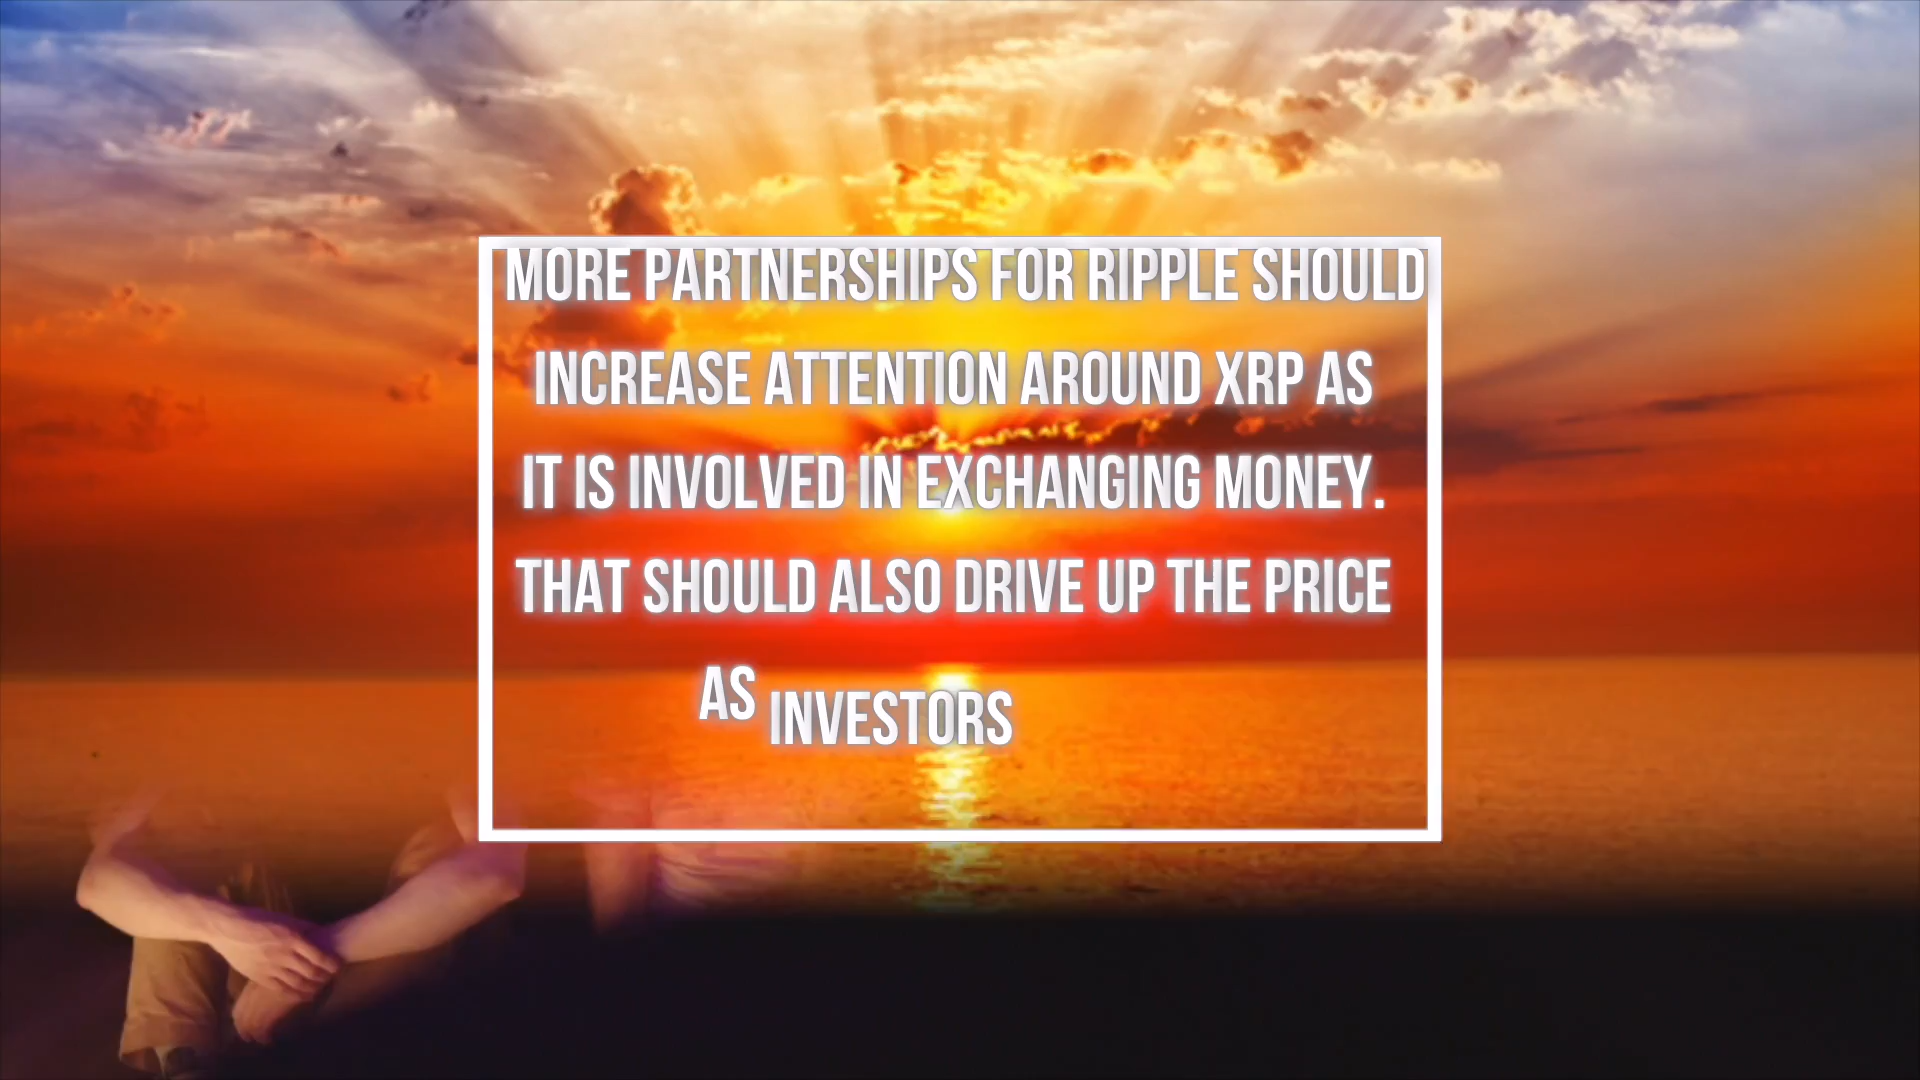 MORE PARTNERSHIPS FOR RIPPLE SHOULD
INCREASE ATTENTION AROUND XRP AS
IT IS INVOLVED IN EXCHANGING MONEY.
THAT SHOULD ALSO DRIVE UP THE PRICE
AS INVESTORS